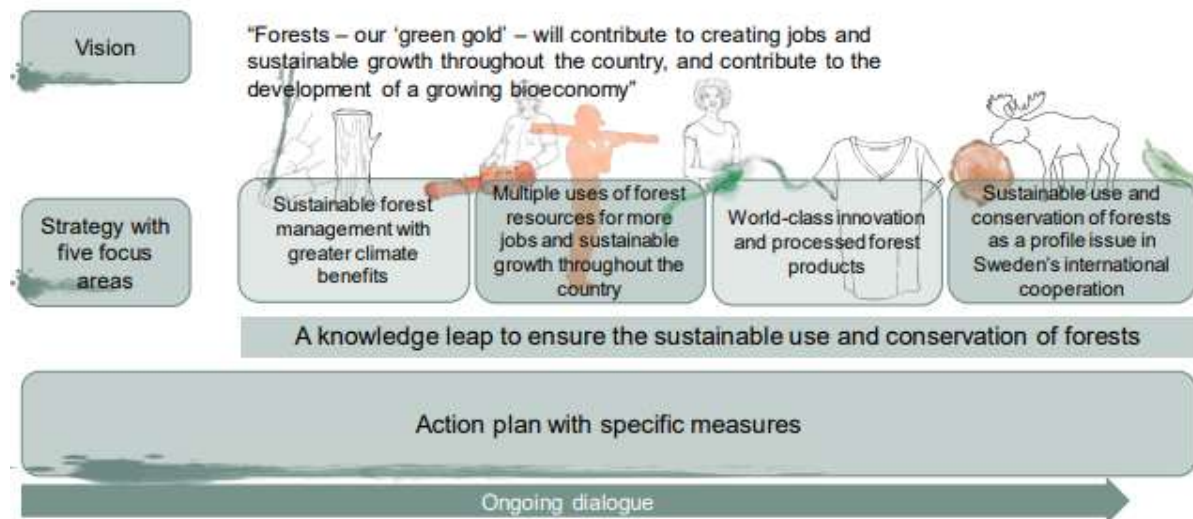 Vision
“Forests – our ‘green gold’ – will contribute to creating jobs and
sustainable growth throughout the country, and contribute to the
development of a growing bioeconomy”
Strategy with
five focus
areas
Sustainable forest
management with
greater climate
benefits
Multiple uses of forest
resources for more
jobs and sustainable
growth throughout the
country
World-class innovation
and processed forest
products
Sustainable use and
conservation of forests
as a profile issue in
Sweden’s international
cooperation
A knowledge leap to ensure the sustainable use and conservation of forests
Action plan with specific measures
Ongoing dialogue